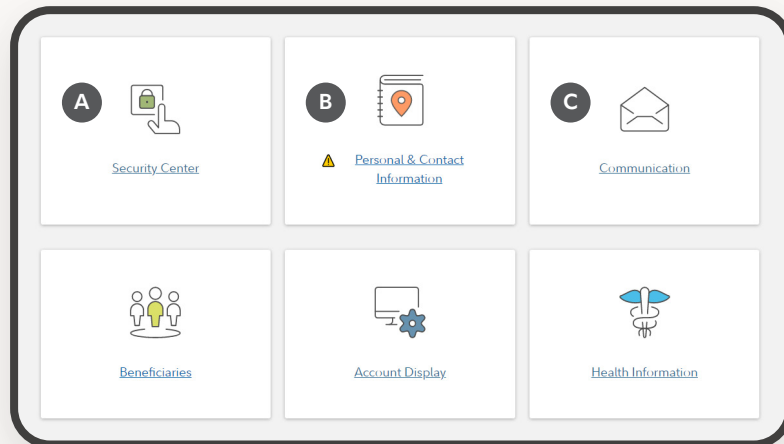 A
B
C
Security Center
Personal & Contact
Information
Communication
Beneficiaries
Account Display
Health Information